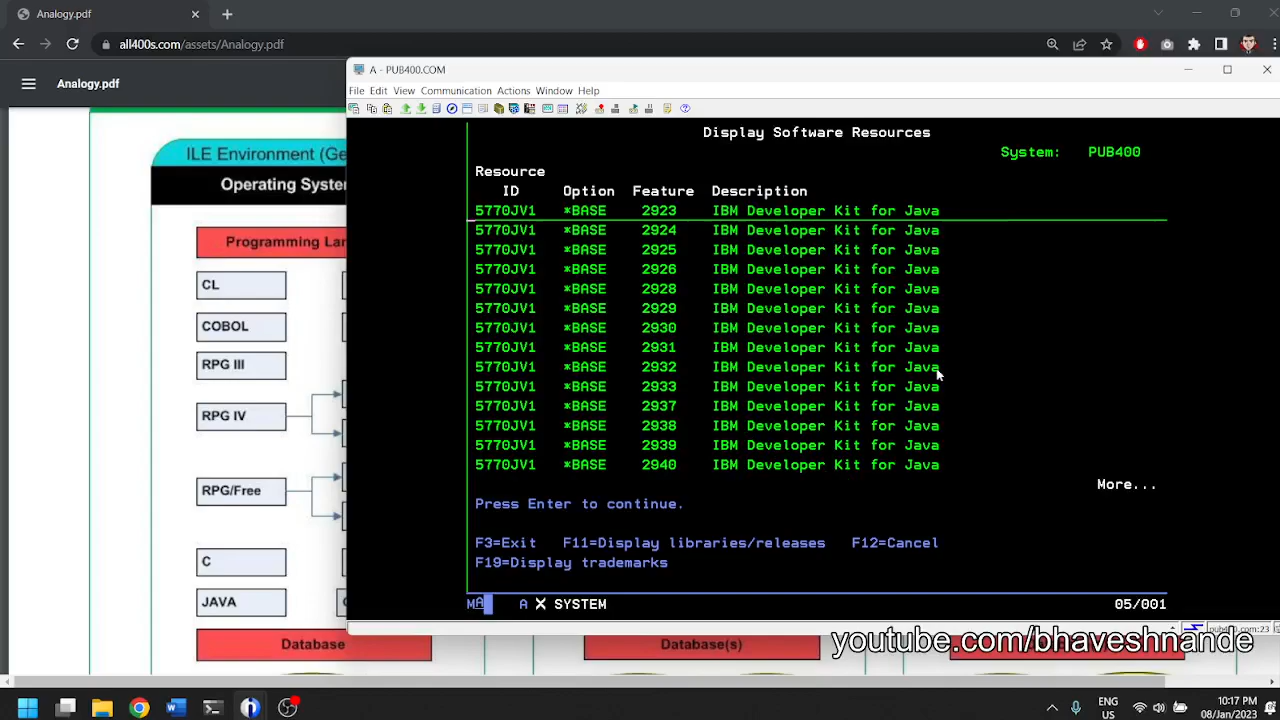 Analogy.pdf
all400s.com/assets/Analogy.pdf
Analogy.pdf
A - PUB400.COM
File Edit View Communication Actions Window Help
ILE Environment (Ge
Operating Syste
Programming Lan
CL
COBOL
RPG III
RPG IV
RPG/Free
C
JAVA
Database
Database(s)
Display Software Resources
System: PUB400
Resource
ID Option Feature Description
5770JV1 *BASE 2923 IBM Developer Kit for Java
5770JV1 *BASE 2924 IBM Developer Kit for Java
5770JV1 *BASE 2925 IBM Developer Kit for Java
5770JV1 *BASE 2926 IBM Developer Kit for Java
5770JV1 *BASE 2928 IBM Developer Kit for Java
5770JV1 *BASE 2929 IBM Developer Kit for Java
5770JV1 *BASE 2930 IBM Developer Kit for Java
5770JV1 *BASE 2931 IBM Developer Kit for Java
5770JV1 *BASE 2932 IBM Developer Kit for Java
5770JV1 *BASE 2933 IBM Developer Kit for Java
5770JV1 *BASE 2937 IBM Developer Kit for Java
5770JV1 *BASE 2938 IBM Developer Kit for Java
5770JV1 *BASE 2939 IBM Developer Kit for Java
5770JV1 *BASE 2940 IBM Developer Kit for Java
More...
Press Enter to continue.
F3=Exit F11=Display libraries/releases F12=Cancel
F19=Display trademarks
MA A X SYSTEM 05/001
youtube.com/bhaveshnande
ENG
US
10:17 PM
08/Jan/2023